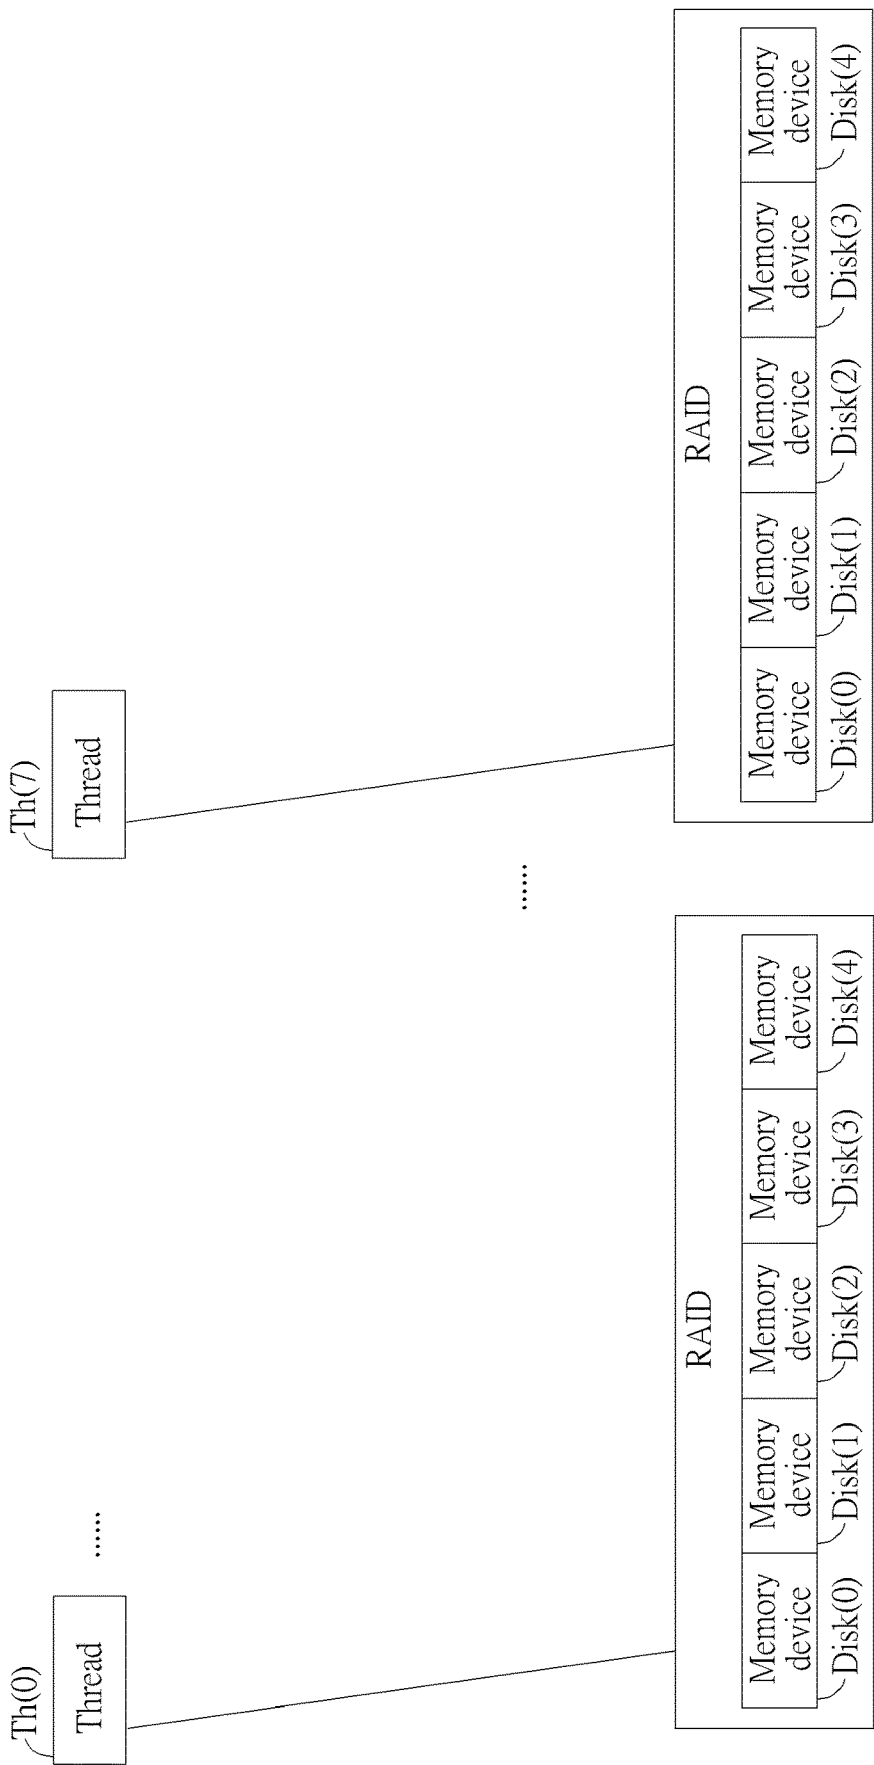 Th(0)
Thread
......
Th(7)
Thread
......
RAID
Memory
device
Memory
device
Memory
device
Memory
device
Memory
device
Disk(0)
Disk(1)
Disk(2)
Disk(3)
Disk(4)
RAID
Memory
device
Memory
device
Memory
device
Memory
device
Memory
device
Disk(0)
Disk(1)
Disk(2)
Disk(3)
Disk(4)